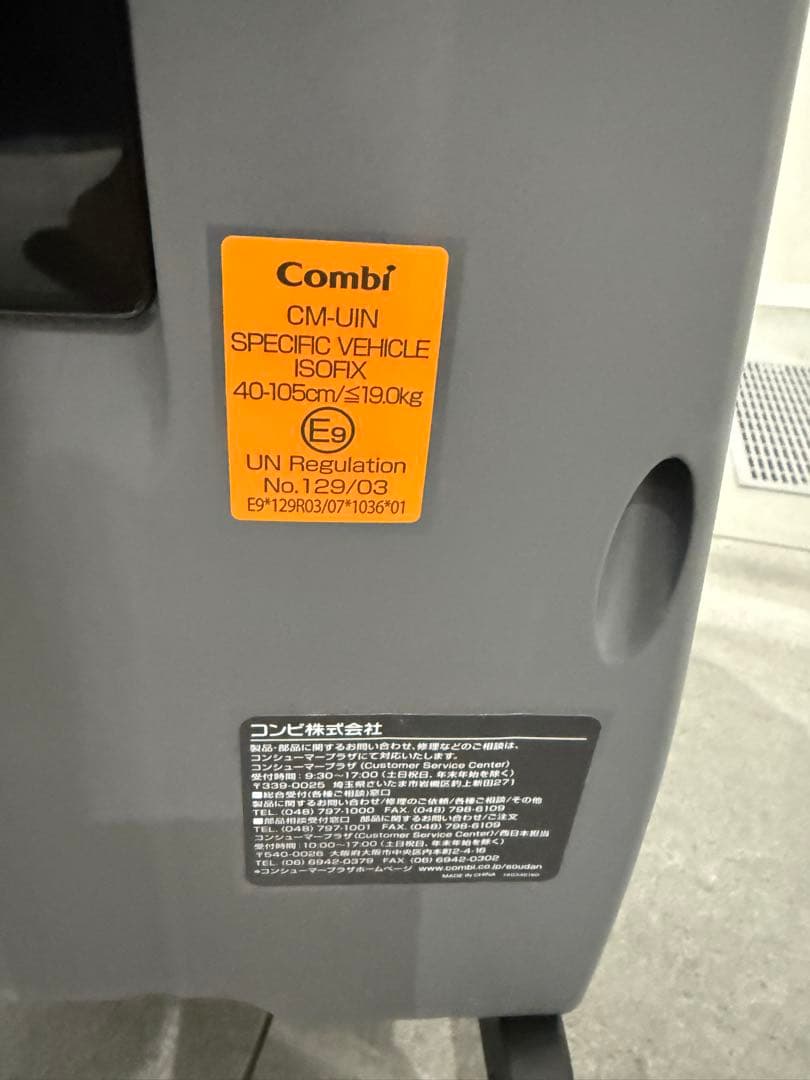 Combi
CM-UIN
SPECIFIC VEHICLE
ISOFIX
40-105cm/≦19.0kg
E9
UN Regulation
No.129/03
E9*129R03/07*1036*01
コンビ株式会社
製品・部品に関するお問い合わせ、修理などのご相談は、
コンシューマープラザにて対応いたします。
コンシューマープラザ (Customer Service Center)
受付時間:9:30~17:00 (土日祝日、年末年始を除く)
〒339-0025 埼玉県さいたま市岩槻区釣上新田271
■総合受付(各種ご相談)窓口
製品に関するお問い合わせ/修理のご依頼/各種ご相談/その他
TEL. (048) 797-1000 FAX. (048) 798-6109
■部品相談受付窓口 部品に関するお問い合わせ/ご注文
TEL. (048) 797-1001 FAX. (048) 798-6109
コンシューマープラザ(Customer Service Center)/西日本担当
受付時間:10:00~17:00 (土日祝日、年末年始を除く)
〒540-0026 大阪府大阪市中央区内本町2-4-16
TEL. (06) 6942-0379 FAX. (06) 6942-0302
*コンシューマープラザホームページ www.combi.co.jp/soudan
MADE IN CHINA